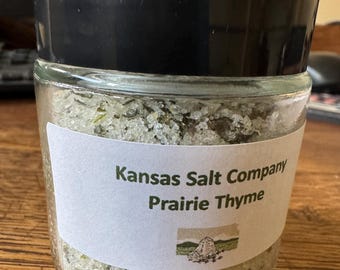 Kansas Salt Company
Prairie Thyme